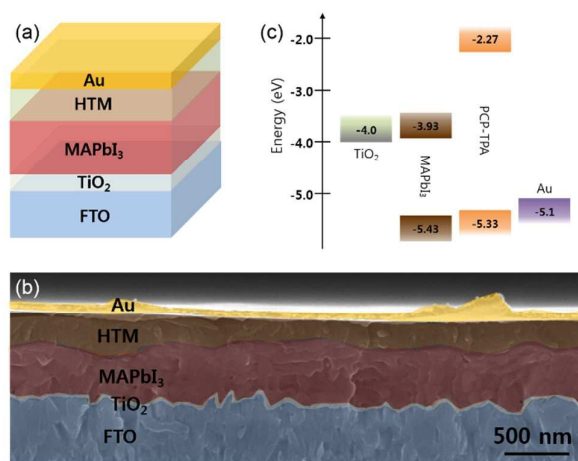 (a)
Au
HTM
MAPbI₃
TiO₂
FTO
(c)
Energy (eV)
-2.0
-3.0
-4.0
-5.0
-4.0
TiO₂
-3.93
MAPbI₃
-5.43
-2.27
PCP-TPA
-5.33
Au
-5.1
(b)
Au
HTM
MAPbI₃
TiO₂
FTO
500 nm